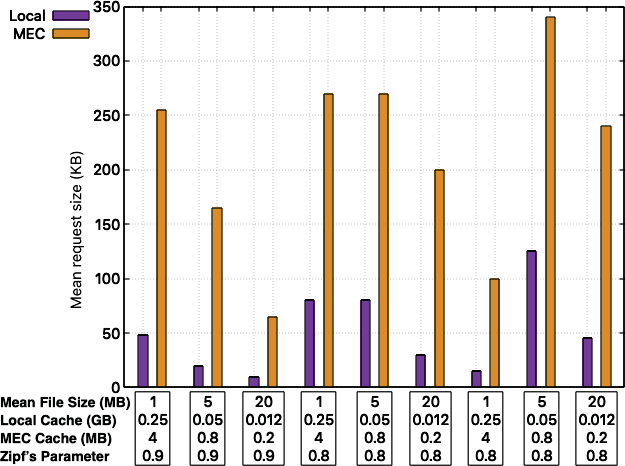 Local
MEC
350
300
250
200
150
100
50
0
Mean request size (KB)
Mean File Size (MB) 1 5 20 1 5 20 1 5 20
Local Cache (GB) 0.25 0.05 0.012 0.25 0.05 0.012 0.25 0.05 0.012
MEC Cache (MB) 4 0.8 0.2 4 0.8 0.2 4 0.8 0.2
Zipf's Parameter 0.9 0.9 0.9 0.8 0.8 0.8 0.8 0.8 0.8